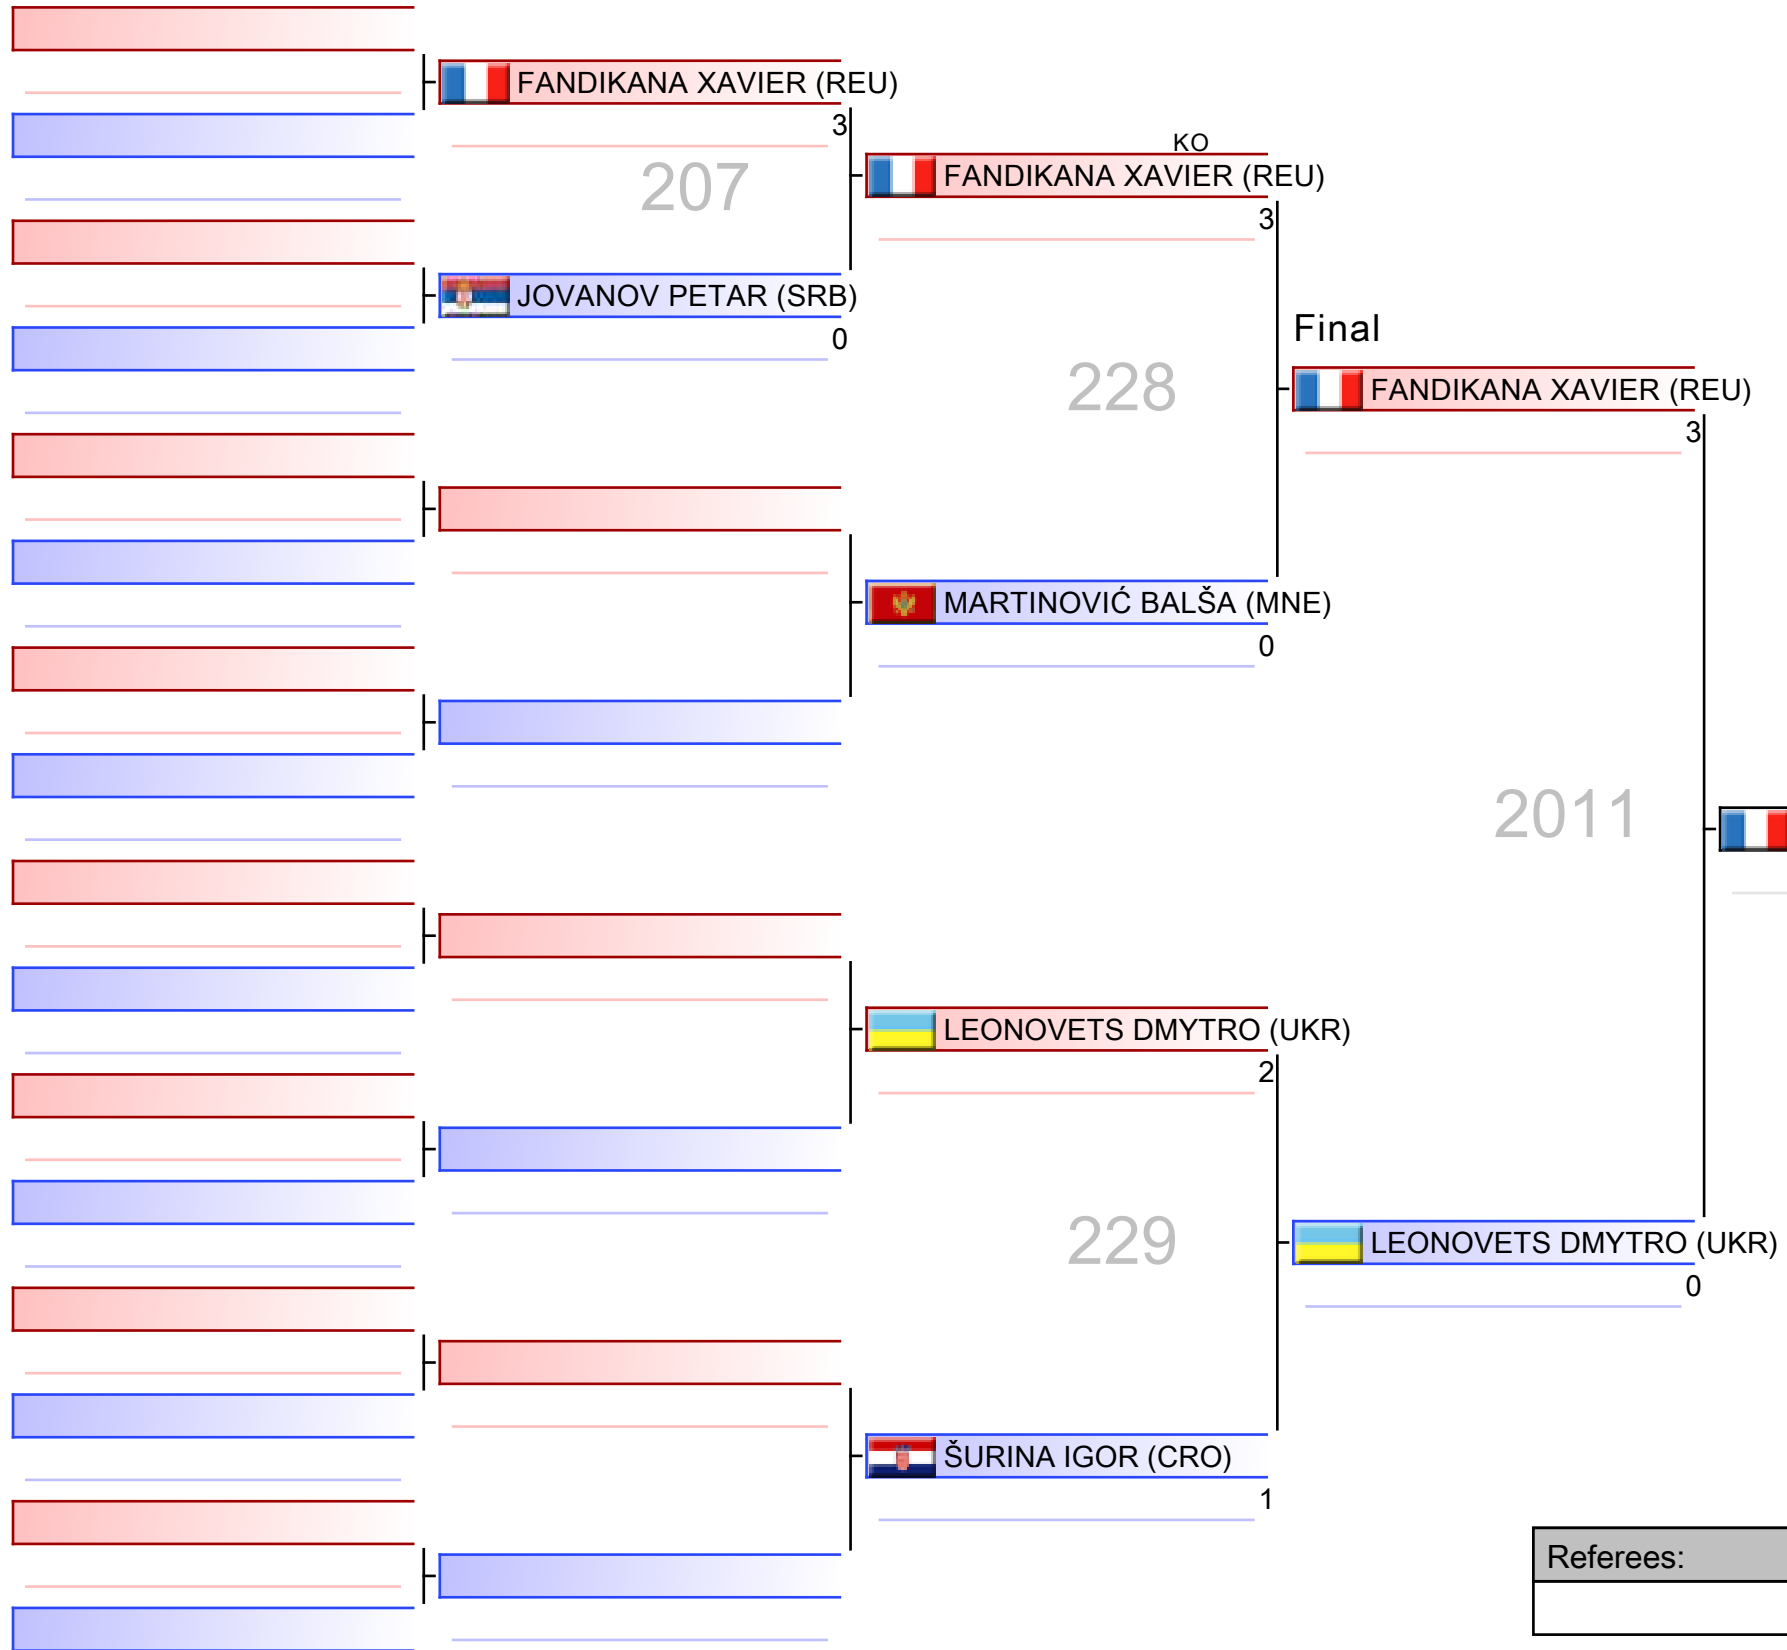 FANDIKANA XAVIER (REU)
3
207
JOVANOV PETAR (SRB)
0
KO
FANDIKANA XAVIER (REU)
3
228
MARTINOVIĆ BALŠA (MNE)
0
LEONOVETS DMYTRO (UKR)
2
229
ŠURINA IGOR (CRO)
1
Final
FANDIKANA XAVIER (REU)
3
2011
LEONOVETS DMYTRO (UKR)
0
Referees: